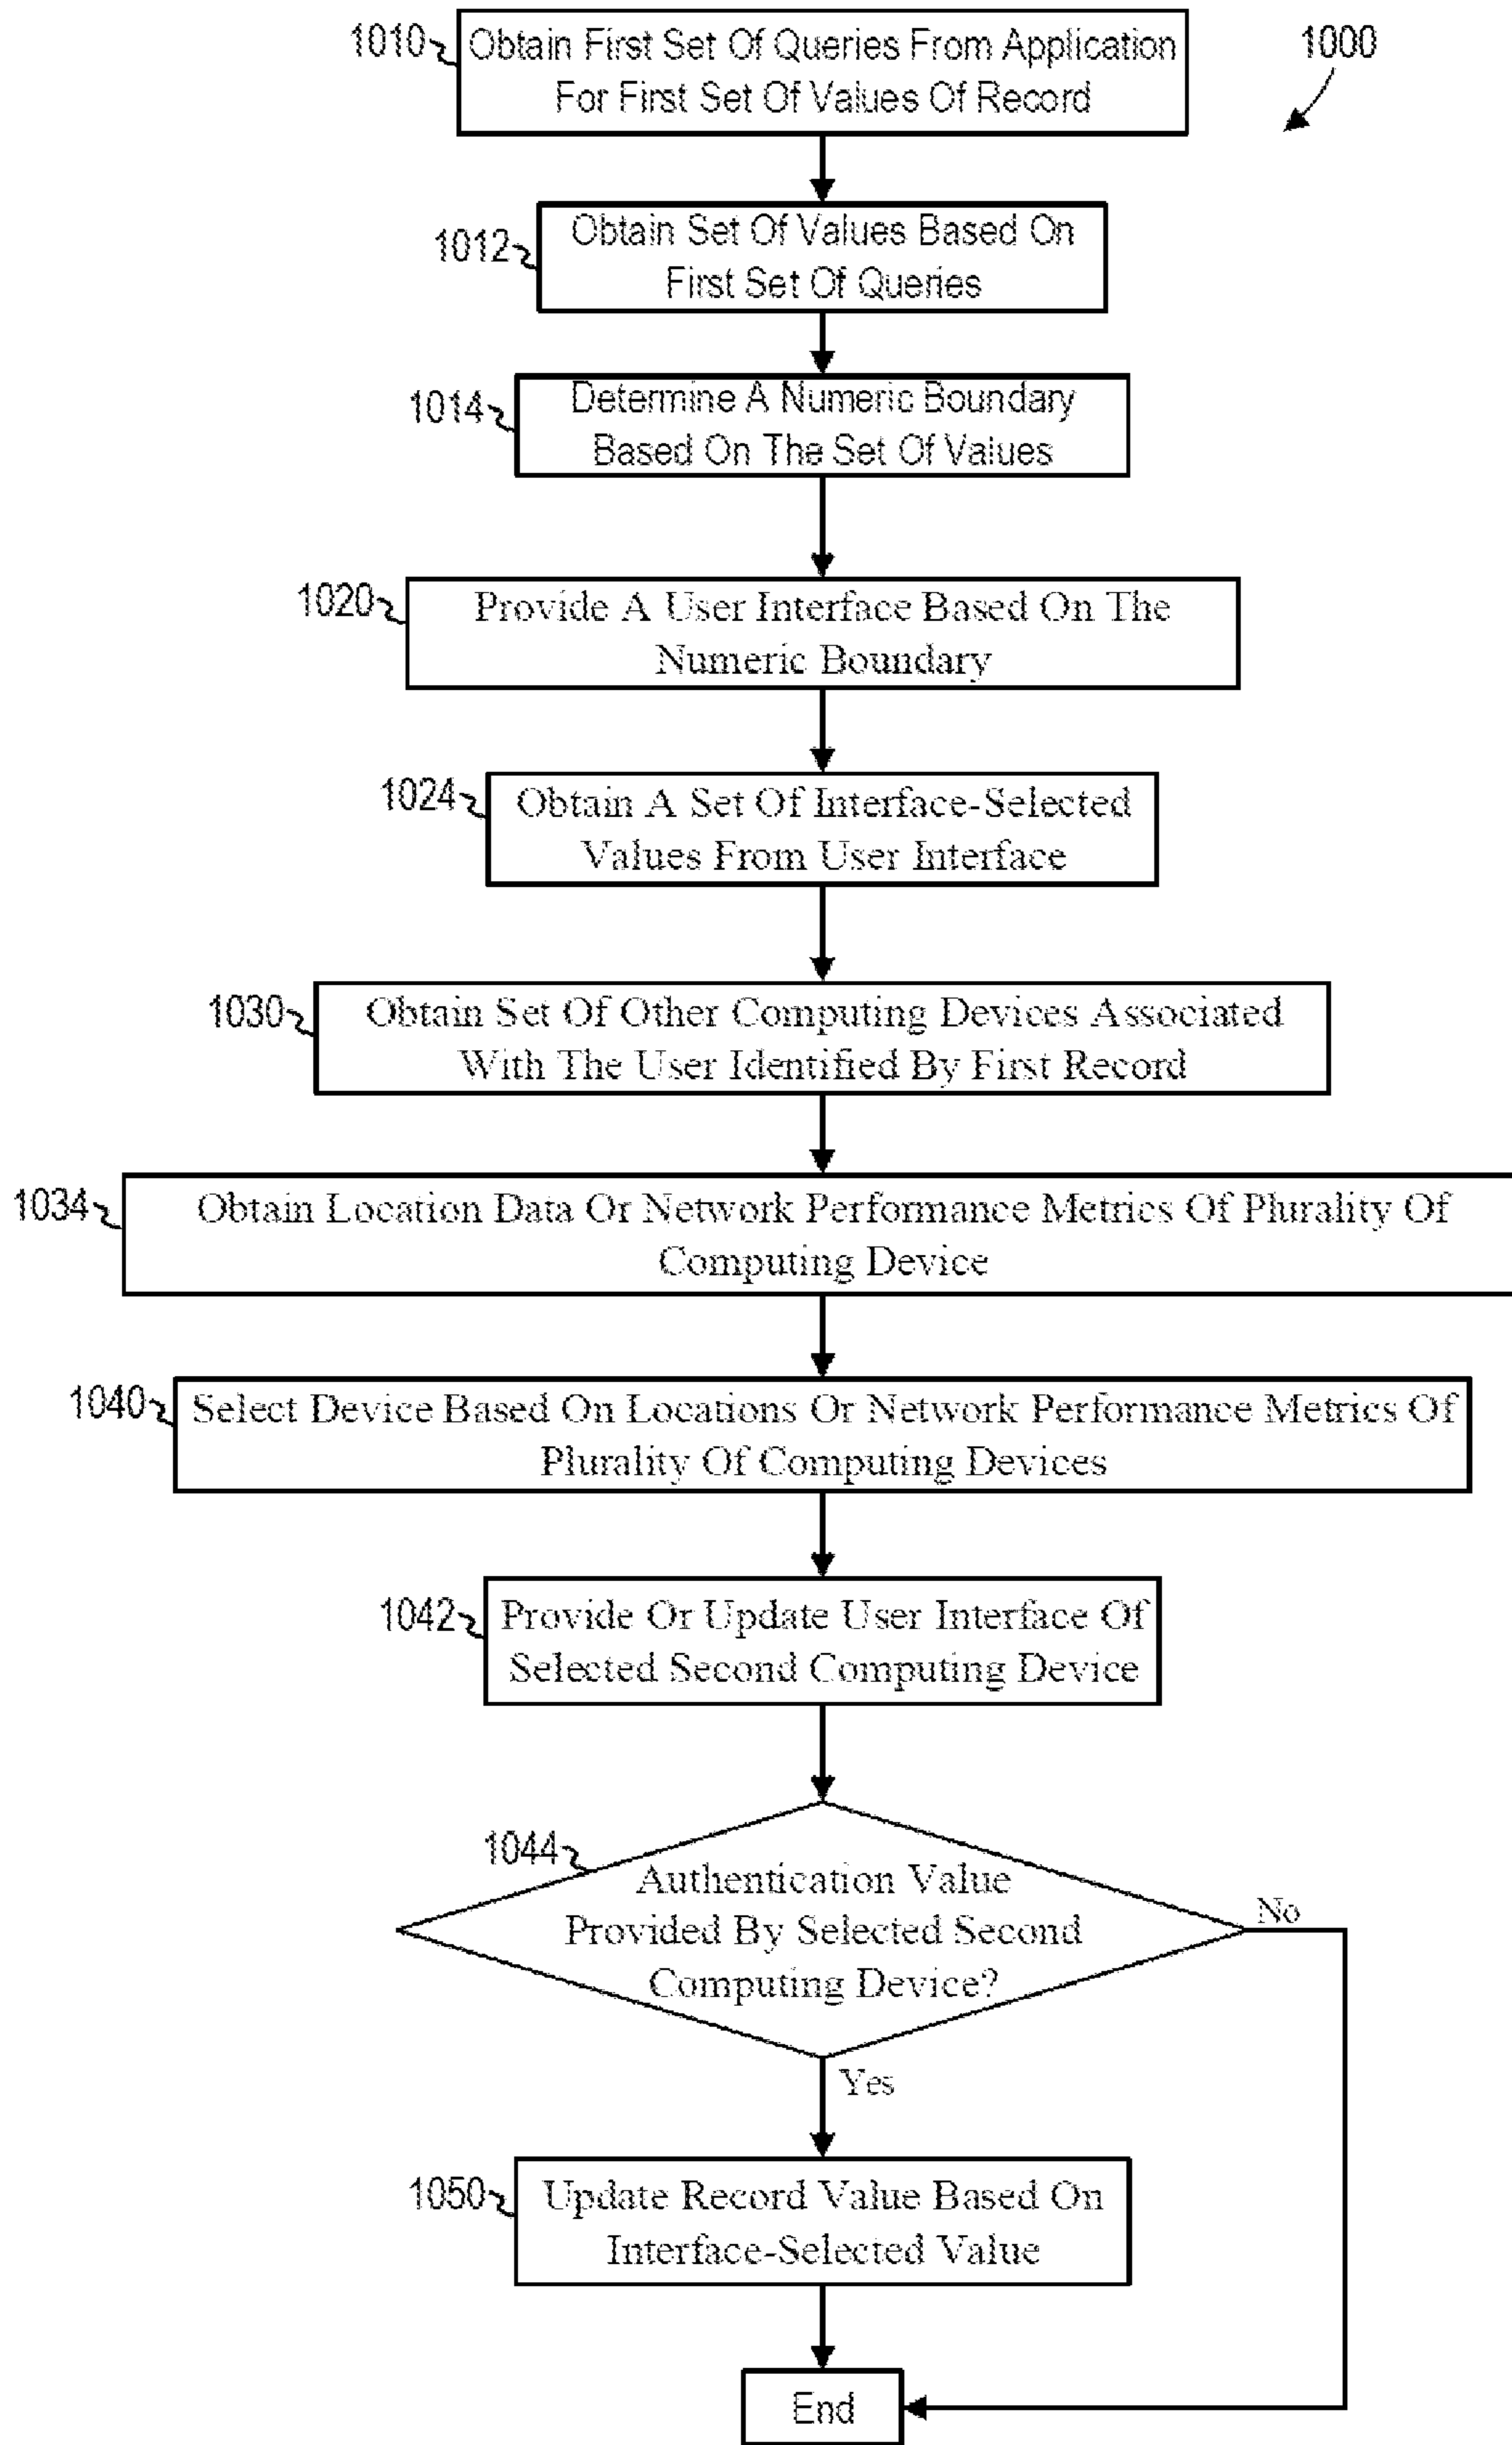 1000
1010
Obtain First Set Of Queries From Application
For First Set Of Values Of Record
1012
Obtain Set Of Values Based On
First Set Of Queries
1014
Determine A Numeric Boundary
Based On The Set Of Values
1020
Provide A User Interface Based On The
Numeric Boundary
1024
Obtain A Set Of Interface-Selected
Values From User Interface
1030
Obtain Set Of Other Computing Devices Associated
With The User Identified By First Record
1034
Obtain Location Data Or Network Performance Metrics Of Plurality Of
Computing Device
1040
Select Device Based On Locations Or Network Performance Metrics Of
Plurality Of Computing Devices
1042
Provide Or Update User Interface Of
Selected Second Computing Device
1044
Authentication Value
Provided By Selected Second
Computing Device?
No
Yes
1050
Update Record Value Based On
Interface-Selected Value
End